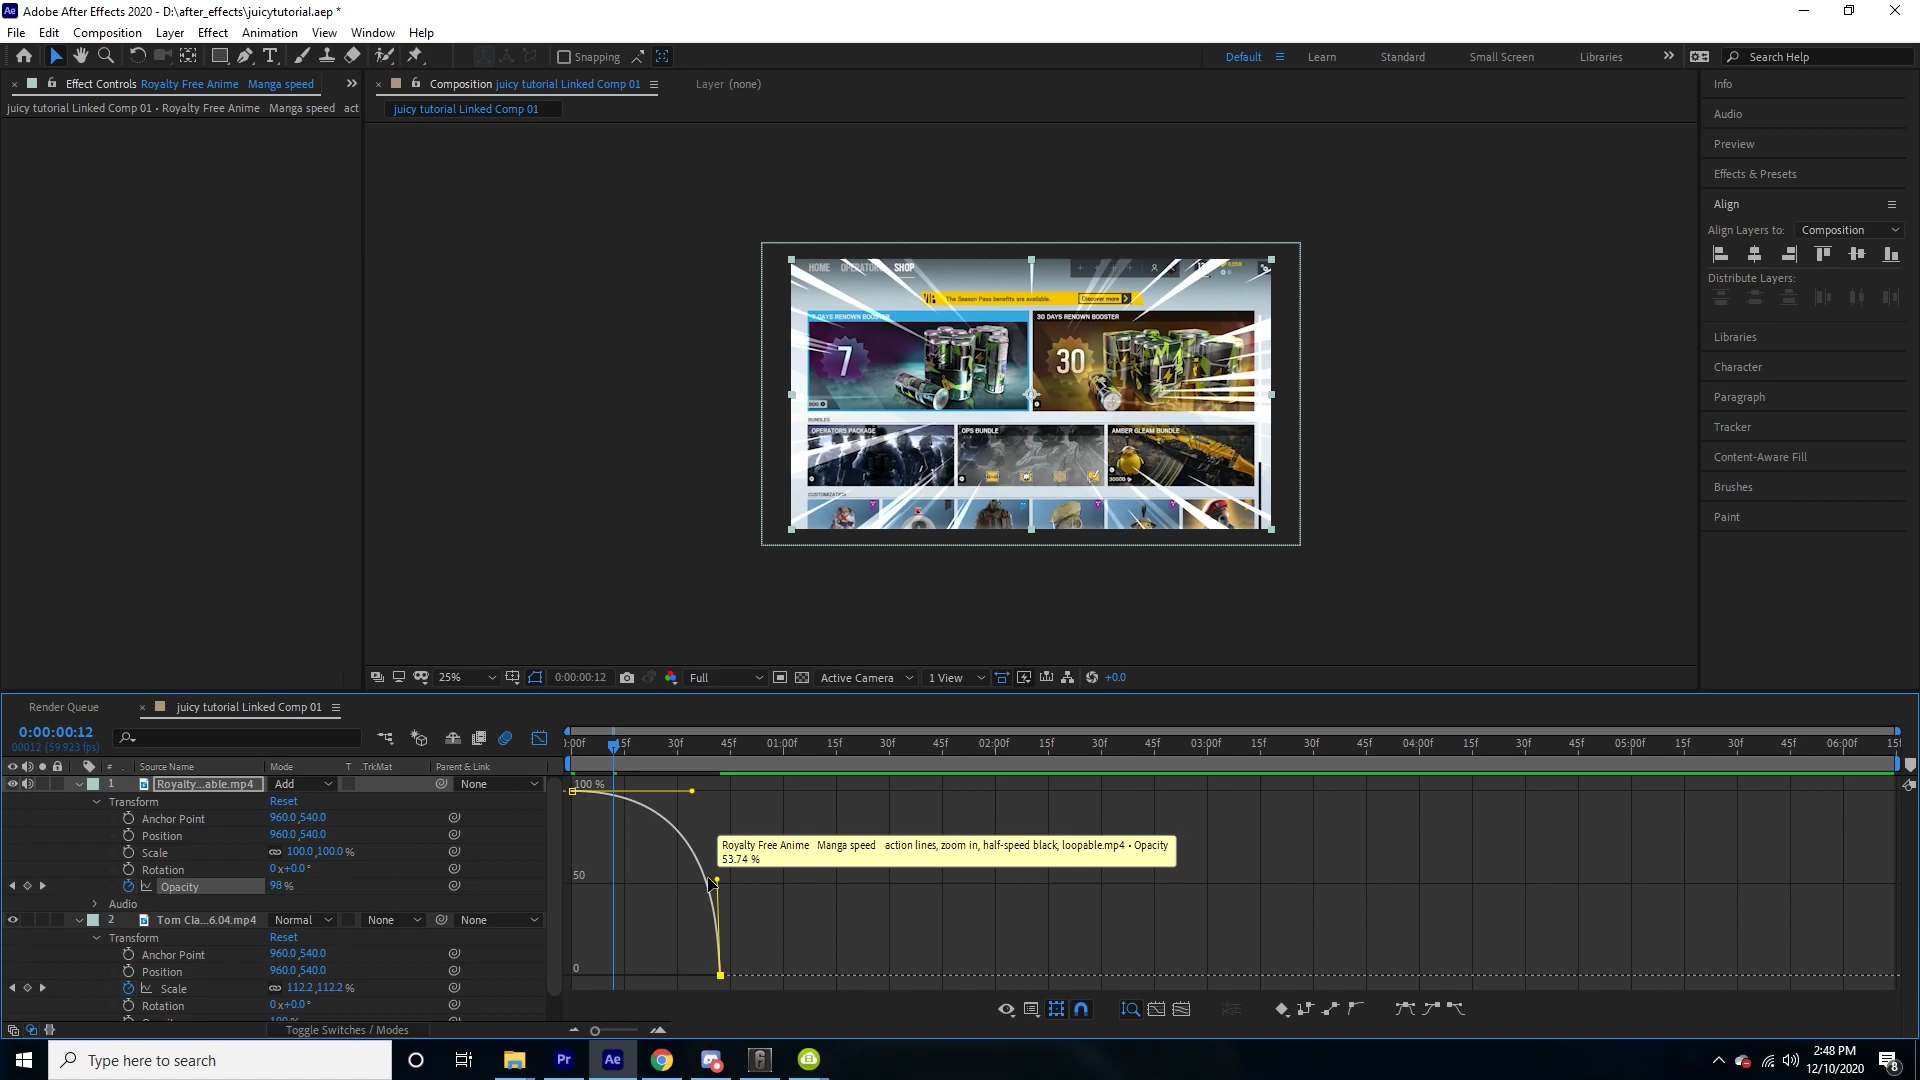 Adobe After Effects 2020 - D:\after_effects\juicytutorial.aep *
File Edit Composition Layer Effect Animation View Window Help
Snapping
Default Learn Standard Small Screen Libraries Search Help
Effect Controls Royalty Free Anime Manga speed
juicy tutorial Linked Comp 01 • Royalty Free Anime Manga speed act
Composition juicy tutorial Linked Comp 01
Layer (none)
juicy tutorial Linked Comp 01
HOME OPERATORS SHOP
The Season Pass benefits are available. Discover more
7 DAYS RENOWN BOOSTER
30 DAYS RENOWN BOOSTER
7
30
BUNDLES
OPERATORS PACKAGE
OPS BUNDLE
AMBER GLEAM BUNDLE
CUSTOMIZATION
Info
Audio
Preview
Effects & Presets
Align
Align Layers to: Composition
Distribute Layers:
Libraries
Character
Paragraph
Tracker
Content-Aware Fill
Brushes
Paint
25% 0:00:00:12 Full Active Camera 1 View +0.0
Render Queue
juicy tutorial Linked Comp 01
0:00:00:12
00012 (59.923 fps)
:00f 15f 30f 45f 01:00f 15f 30f 45f 02:00f 15f 30f 45f 03:00f 15f 30f 45f 04:00f 15f 30f 45f 05:00f 15f 30f 45f 06:00f 15
# Source Name Mode T .TrkMat Parent & Link
1 Royalty...able.mp4 Add None
Transform Reset
Anchor Point 960.0,540.0
Position 960.0,540.0
Scale 100.0,100.0%
Rotation 0x+0.0°
Opacity 98%
Audio
2 Tom Cla...6.04.mp4 Normal None None
Transform Reset
Anchor Point 960.0,540.0
Position 960.0,540.0
Scale 112.2,112.2%
Rotation 0x+0.0°
Toggle Switches / Modes
100 %
50
0
Royalty Free Anime Manga speed action lines, zoom in, half-speed black, loopable.mp4 • Opacity
53.74 %
Type here to search
Pr
Ae
2:48 PM
12/10/2020
8